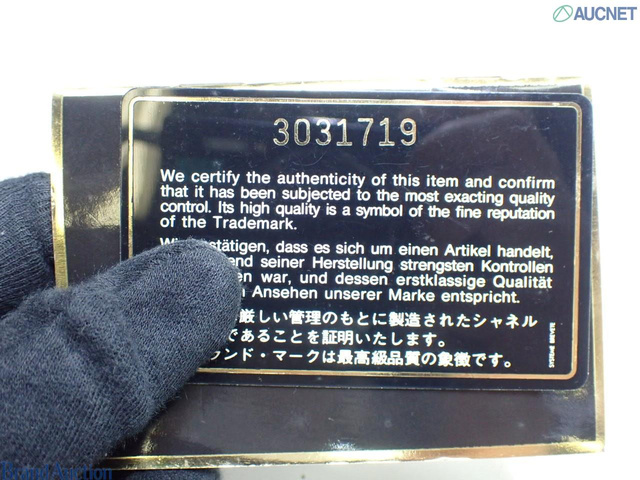 AUCNET
3031719
We certify the authenticity of this item and confirm
that it has been subjected to the most exacting quality
control. Its high quality is a symbol of the fine reputation
of the Trademark.
dass es sich um einen Artikel handelt,
seiner Herstellung strengsten Kontrollen
war, und dessen erstklassige Qualität
Ansehen unserer Marke entspricht.
厳しい管理のもとに製造されたシャネル
であることを証明いたします。
ランド・マークは最高級品質の象徴です。